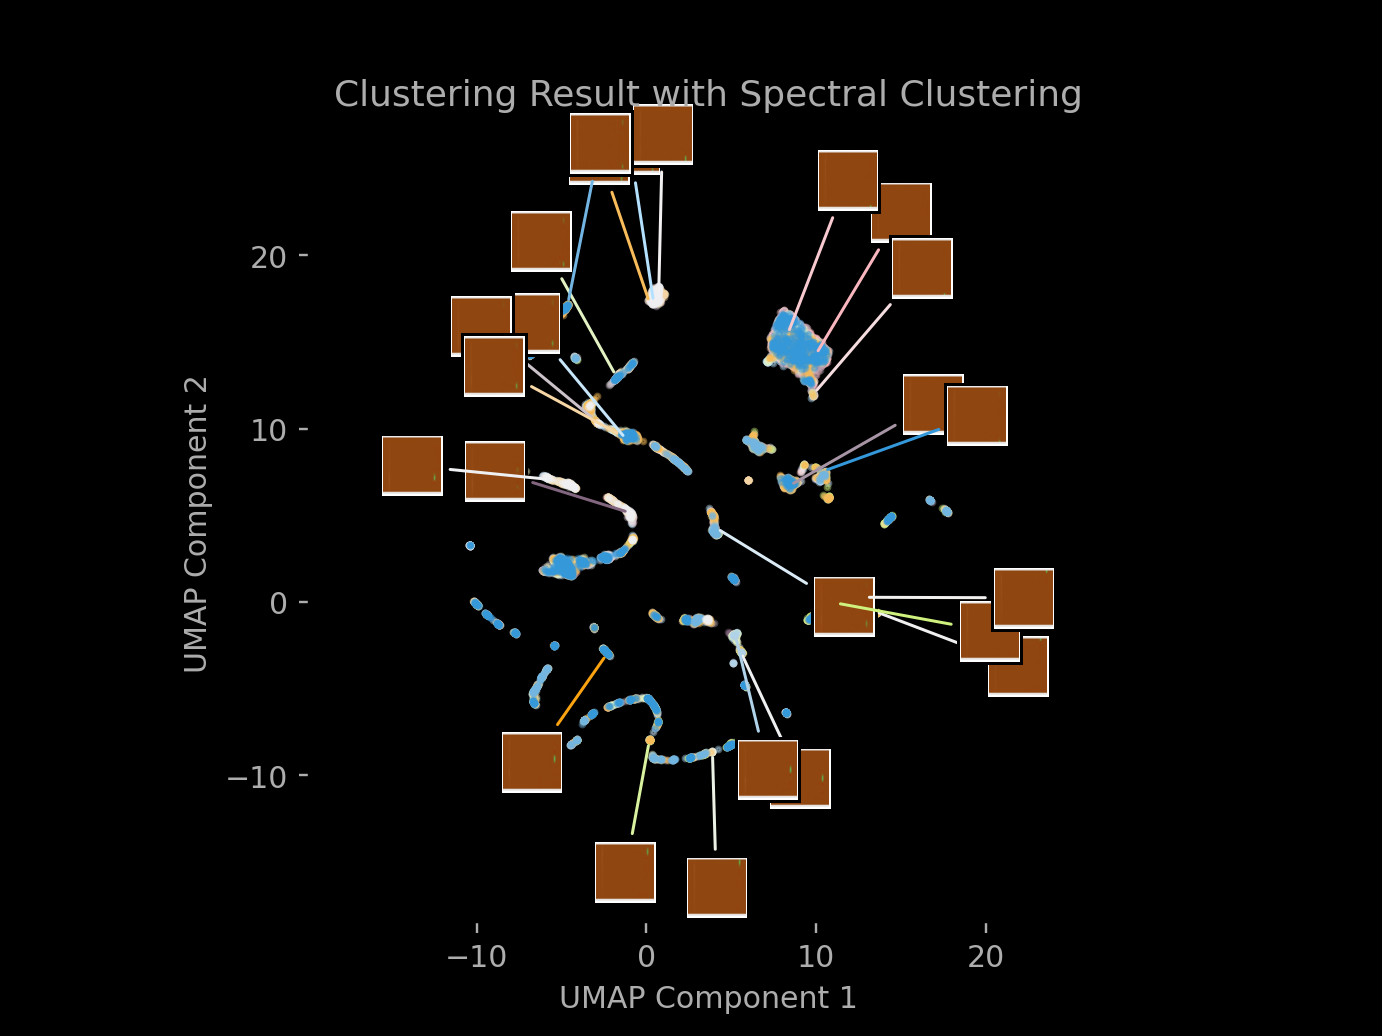 Clustering Result with Spectral Clustering
20
10
0
−10
UMAP Component 2
−10 0 10 20
UMAP Component 1